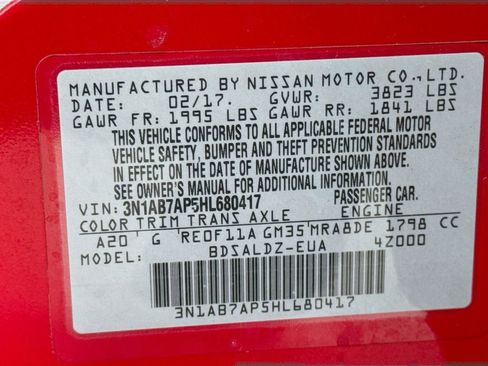 MANUFACTURED BY NISSAN MOTOR CO., LTD.
DATE: 02/17. GVWR: 3823 LBS
GAWR FR: 1995 LBS GAWR RR: 1841 LBS
THIS VEHICLE CONFORMS TO ALL APPLICABLE FEDERAL MOTOR
VEHICLE SAFETY, BUMPER AND THEFT PREVENTION STANDARDS
IN EFFECT ON THE DATE OF MANUFACTURE SHOWN ABOVE.
SEE OWNER'S MANUAL FOR ADDITIONAL INFORMATION.
VIN: 3N1AB7AP5HL680417 PASSENGER CAR.
COLOR TRIM TRANS AXLE ENGINE
A20 G RE0F11A GM35 MRA8DE 1798 CC
MODEL: BDSALDZ-EUA 4Z000
3N1AB7AP5HL680417